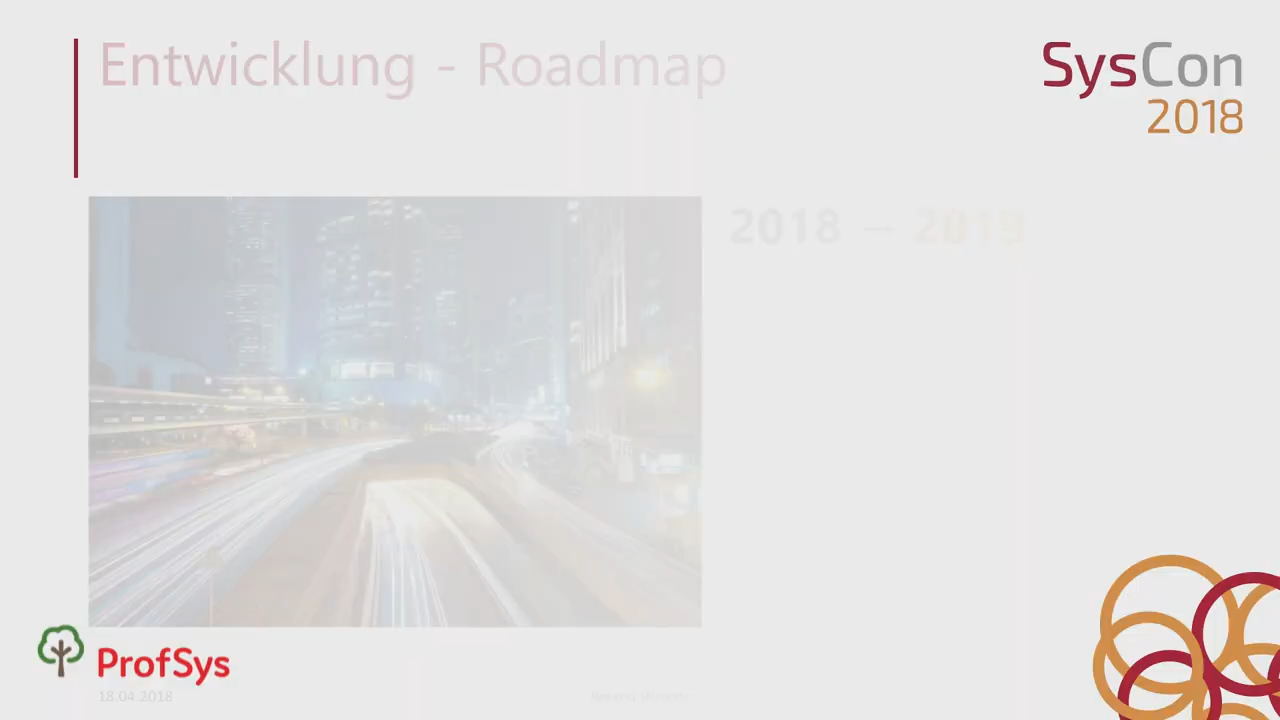 Entwicklung - Roadmap
SysCon
2018
2018 – 2019
ProfSys
18.04.2018